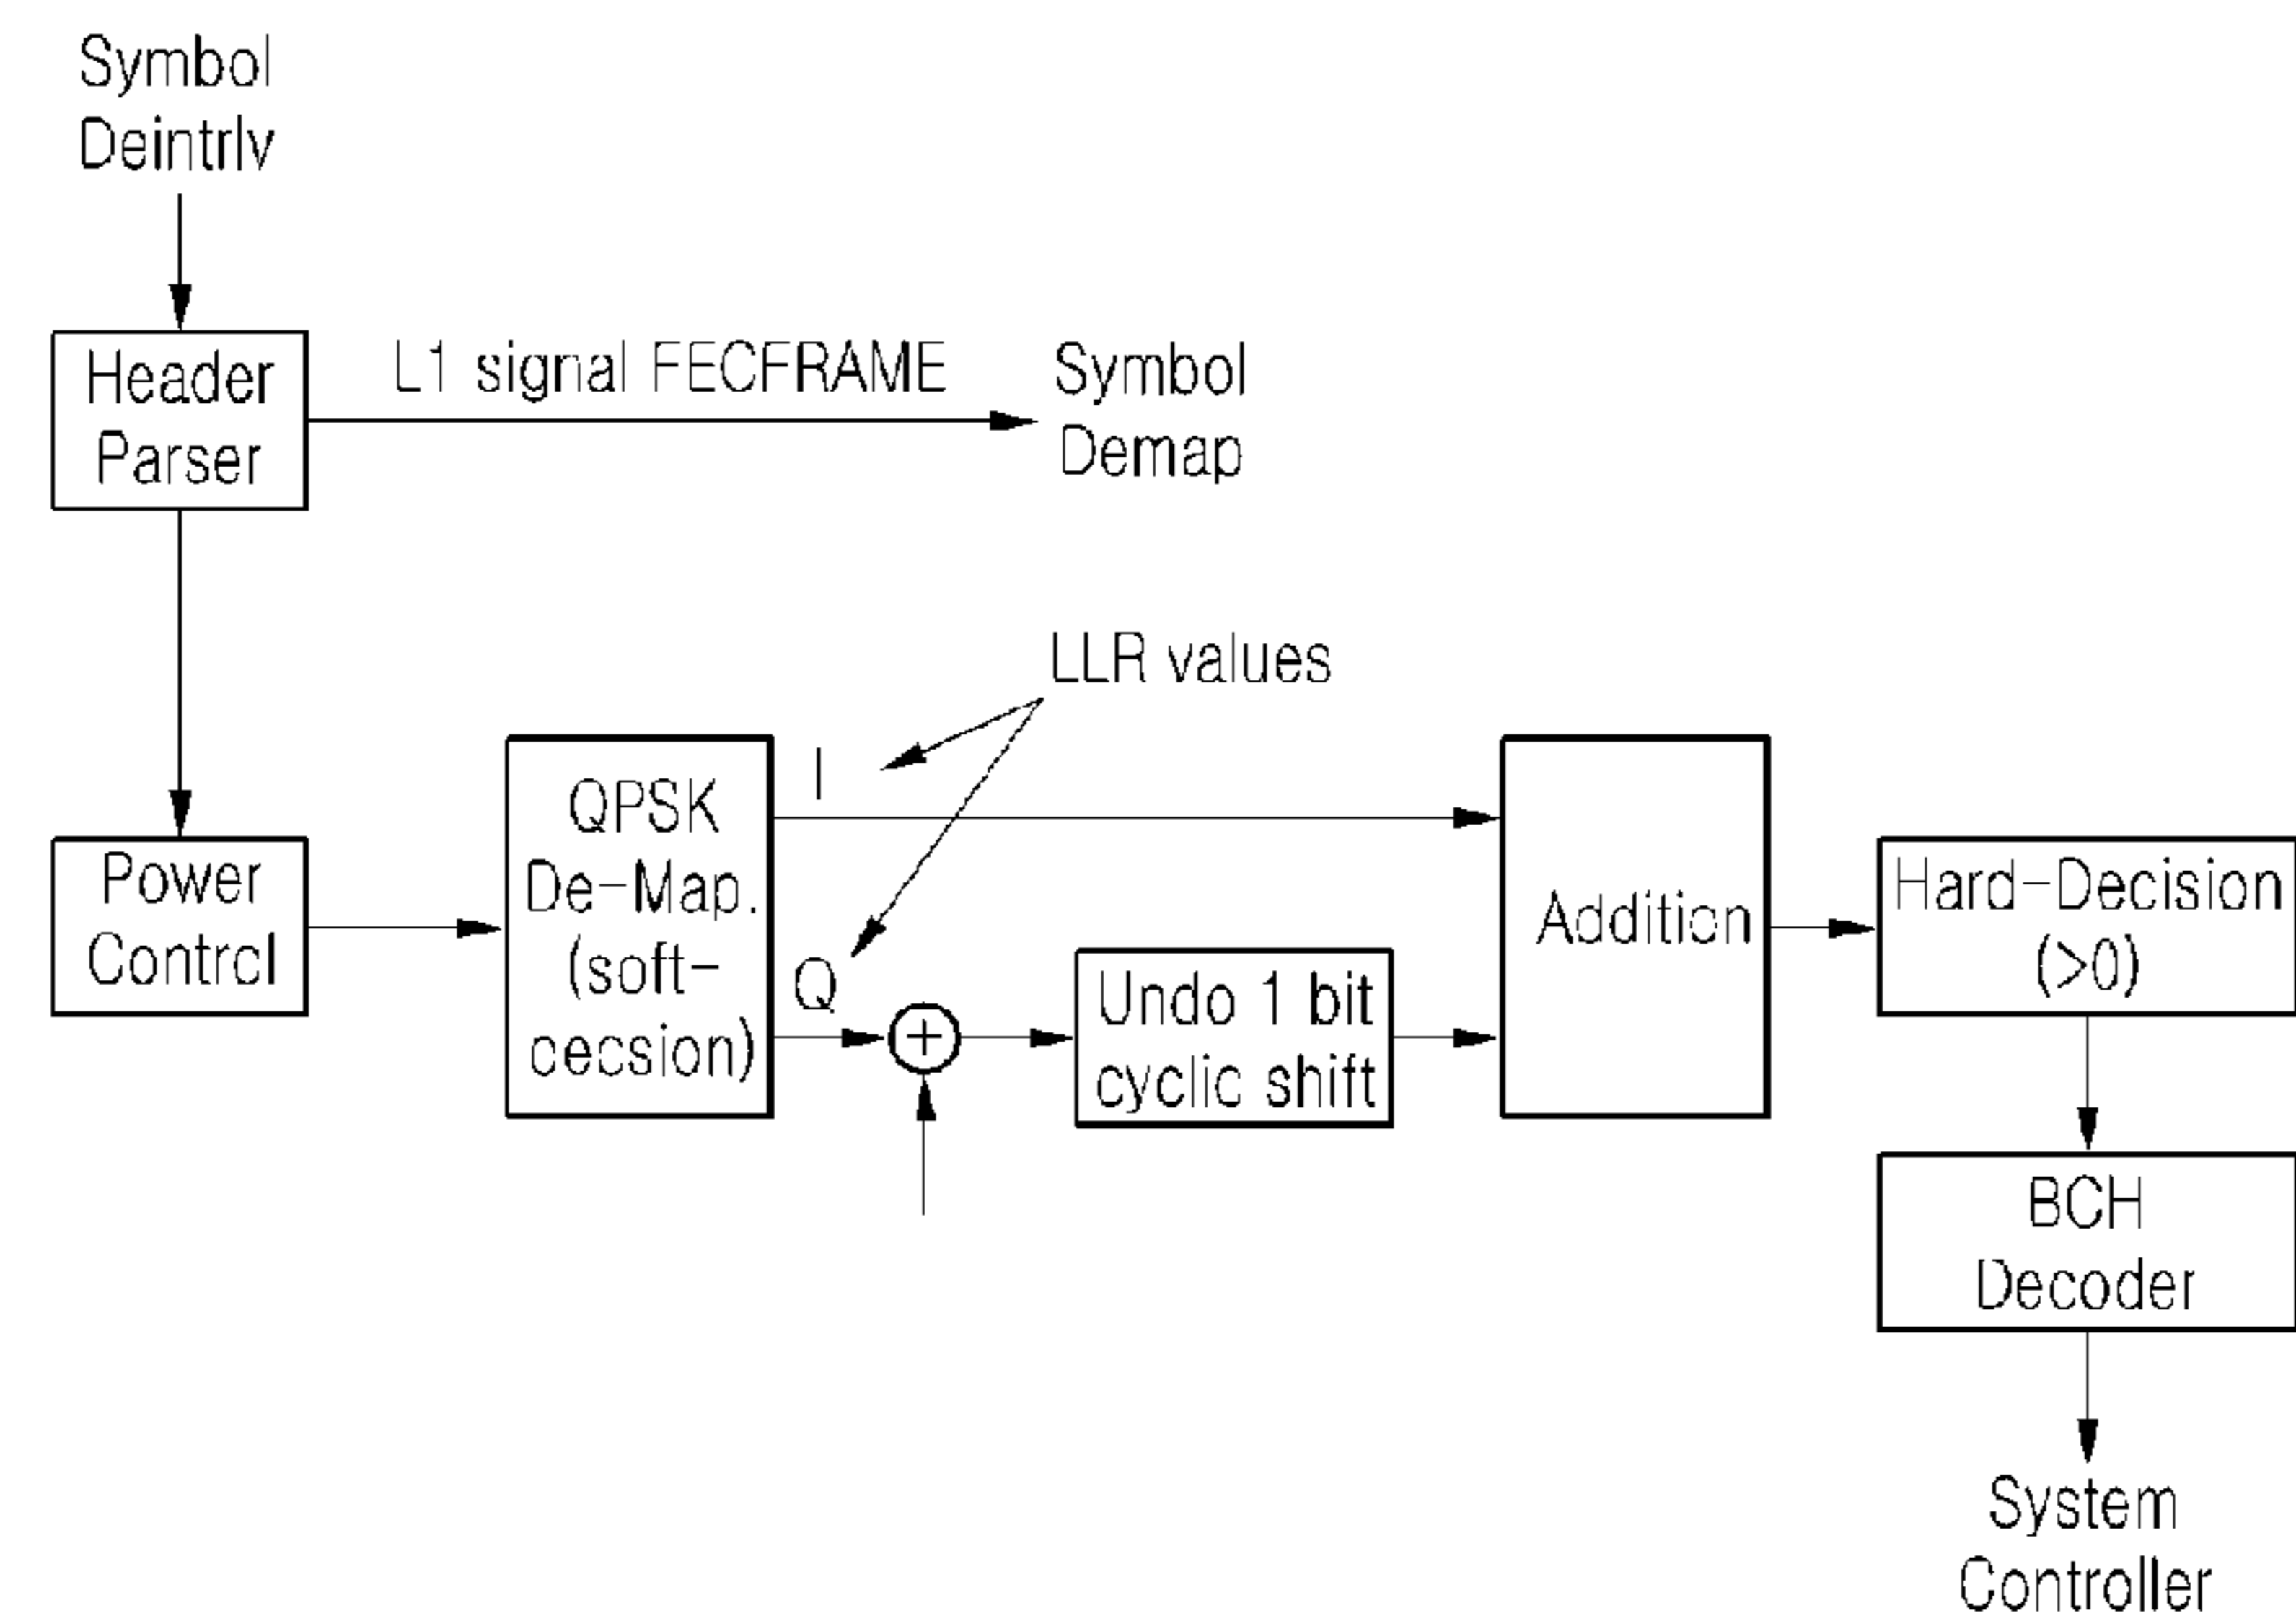 Symbol
Deintrlv
Header
Parser
L1 signal FECFRAME
Symbol
Demap
LLR values
Power
Control
QPSK
De-Map.
(soft-
cecsion)
I
Q
Undo 1 bit
cyclic shift
Addition
Hard-Decision
(>0)
BCH
Decoder
System
Controller